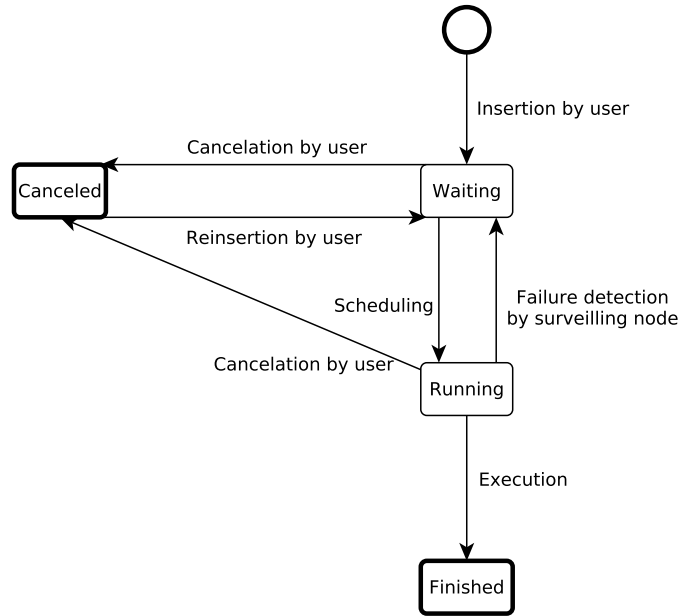 Insertion by user
Cancelation by user
Canceled
Waiting
Reinsertion by user
Scheduling
Failure detection
by surveilling node
Cancelation by user
Running
Execution
Finished